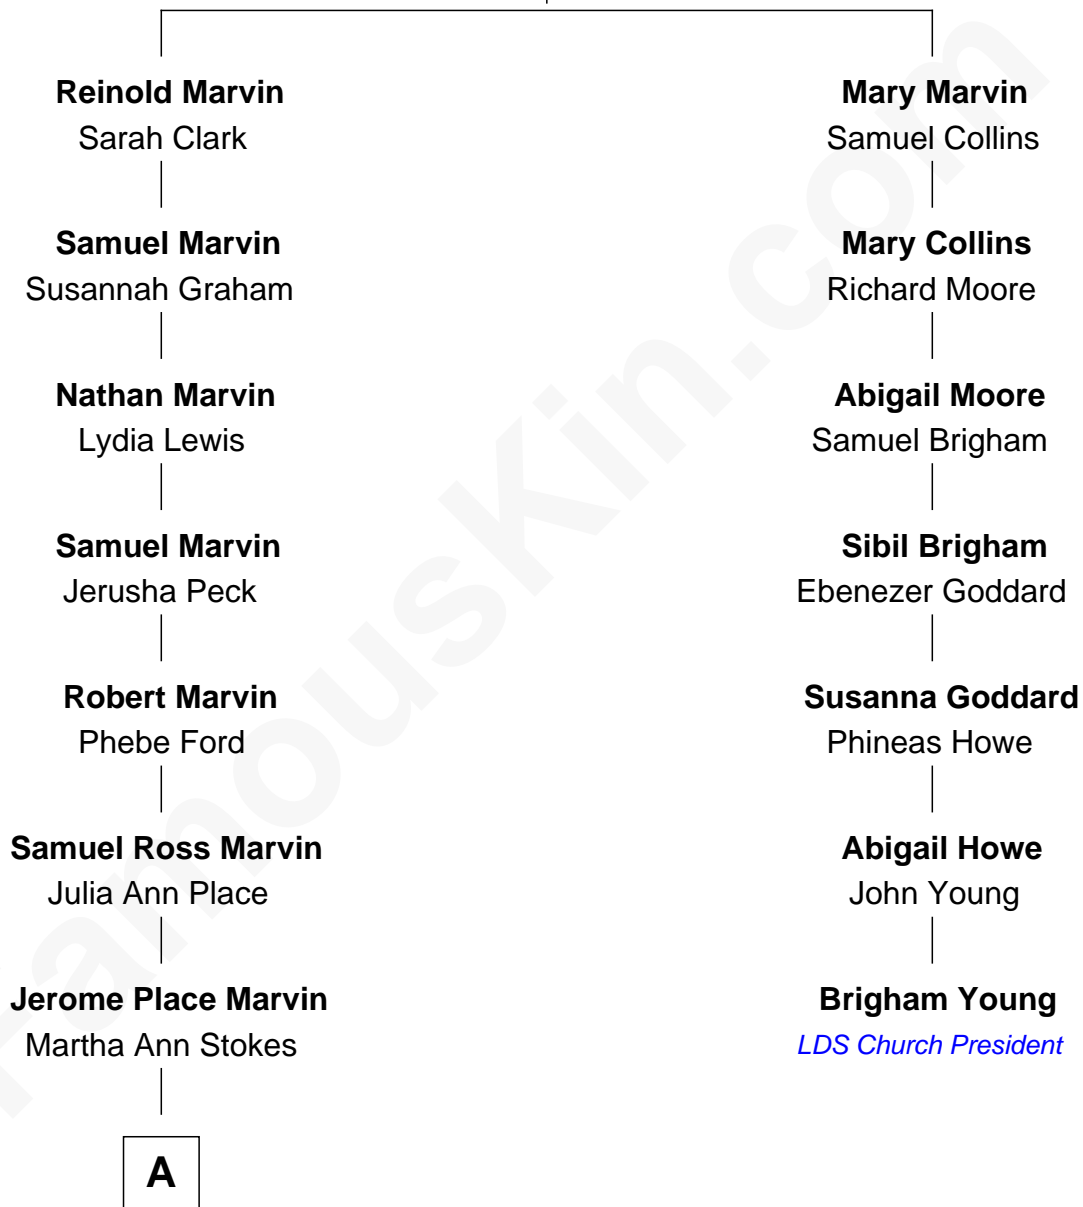 Reinold Marvin
Sarah Clark
Samuel Marvin
Susannah Graham
Nathan Marvin
Lydia Lewis
Samuel Marvin
Jerusha Peck
Robert Marvin
Phebe Ford
Samuel Ross Marvin
Julia Ann Place
Jerome Place Marvin
Martha Ann Stokes
A
Mary Marvin
Samuel Collins
Mary Collins
Richard Moore
Abigail Moore
Samuel Brigham
Sibil Brigham
Ebenezer Goddard
Susanna Goddard
Phineas Howe
Abigail Howe
John Young
Brigham Young
LDS Church President
FamousKin.com